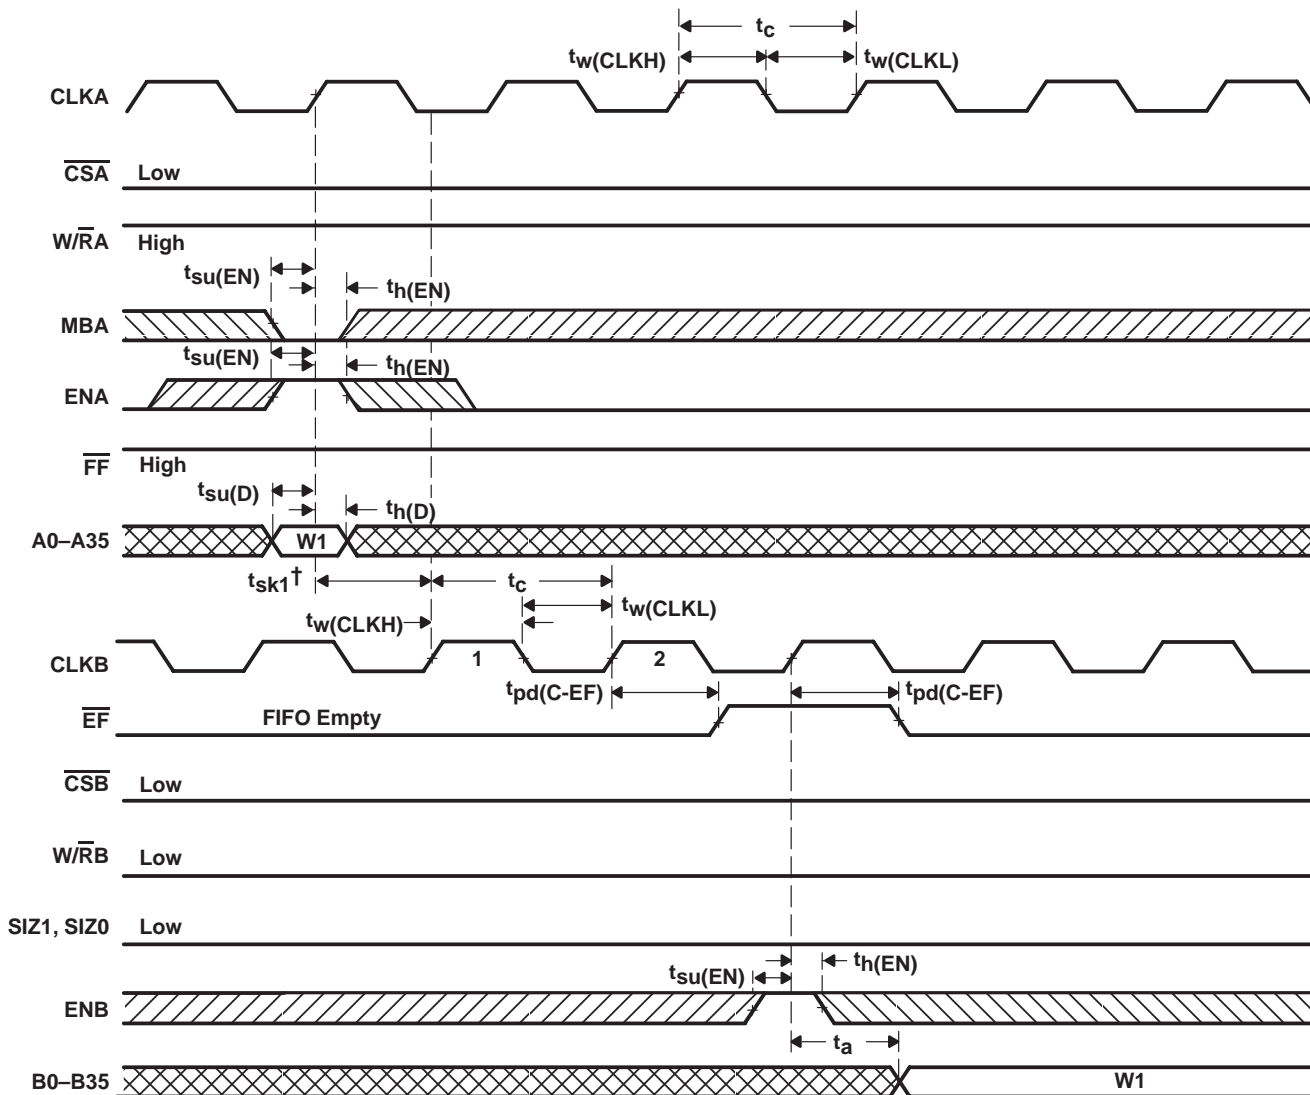 tc
tw(CLKH) tw(CLKL)
CLKA
CSA Low
W/RA High
tsu(EN) th(EN)
MBA
tsu(EN) th(EN)
ENA
FF High
tsu(D) th(D)
A0–A35 W1
tsk1† tc
tw(CLKH) tw(CLKL)
CLKB 1 2
tpd(C-EF) tpd(C-EF)
EF FIFO Empty
CSB Low
W/RB Low
SIZ1, SIZ0 Low
tsu(EN) th(EN)
ENB
ta
B0–B35 W1